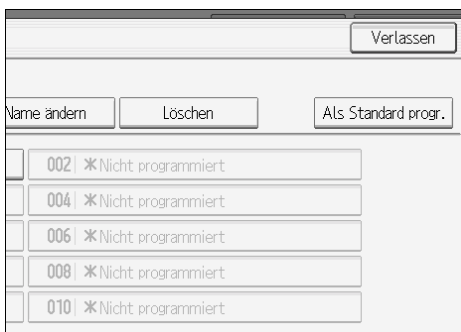 Verlassen
Name ändern Löschen Als Standard progr.
002 ✱Nicht programmiert
004 ✱Nicht programmiert
006 ✱Nicht programmiert
008 ✱Nicht programmiert
010 ✱Nicht programmiert